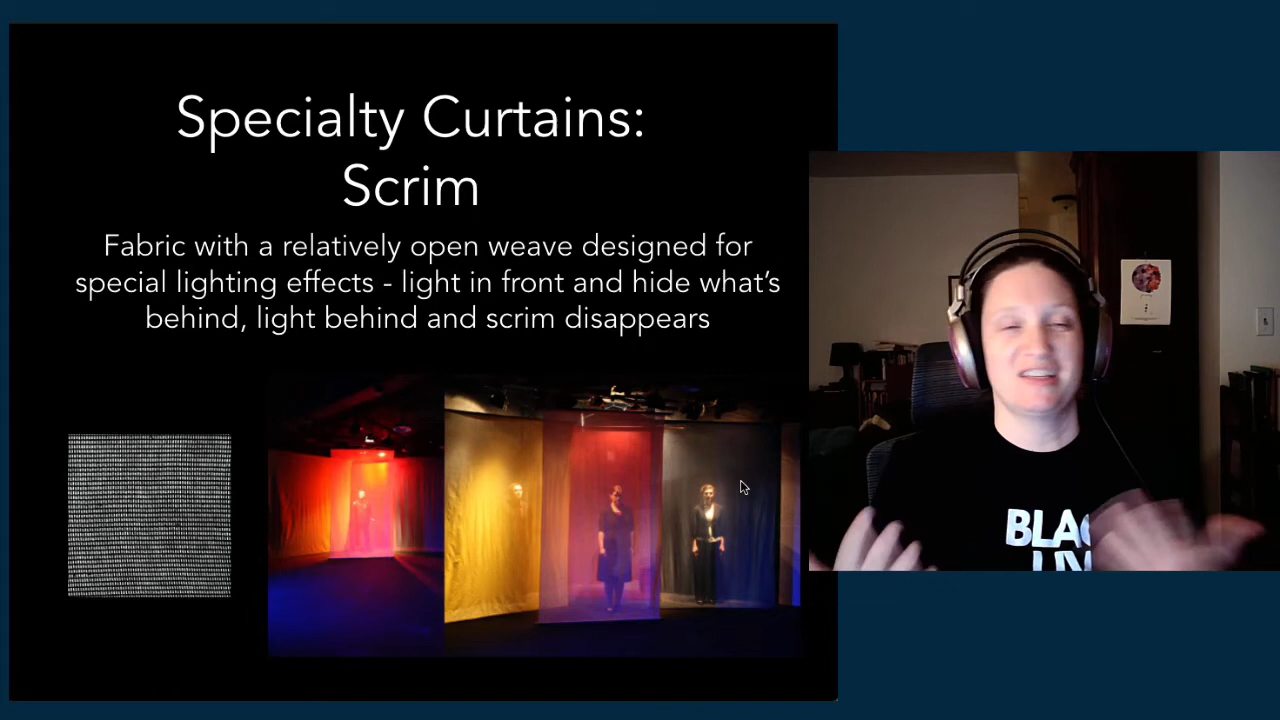 Specialty Curtains:
Scrim
Fabric with a relatively open weave designed for
special lighting effects - light in front and hide what's
behind, light behind and scrim disappears